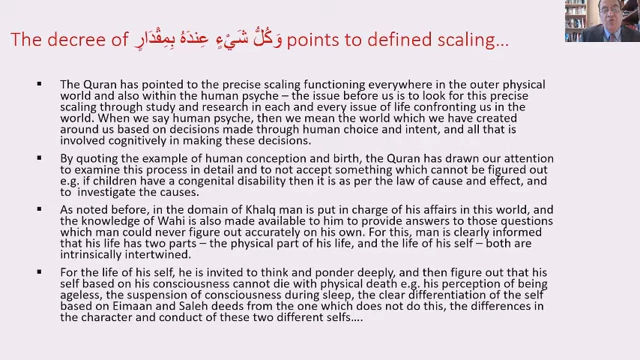 The decree of وَكُلُّ شَيْءٍ عِندَهُ بِمِقْدَارٍ points to defined scaling…
▪ The Quran has pointed to the precise scaling functioning everywhere in the outer physical
world and also within the human psyche – the issue before us is to look for this precise
scaling through study and research in each and every issue of life confronting us in the
world. When we say human psyche, then we mean the world which we have created
around us based on decisions made through human choice and intent, and all that is
involved cognitively in making these decisions.
▪ By quoting the example of human conception and birth, the Quran has drawn our attention
to examine this process in detail and to not accept something which cannot be figured out
e.g. if children have a congenital disability then it is as per the law of cause and effect, and
to investigate the causes.
▪ As noted before, in the domain of Khalq man is put in charge of his affairs in this world, and
the knowledge of Wahi is also made available to him to provide answers to those questions
which man could never figure out accurately on his own. For this, man is clearly informed
that his life has two parts – the physical part of his life, and the life of his self – both are
intrinsically intertwined.
▪ For the life of his self, he is invited to think and ponder deeply, and then figure out that his
self based on his consciousness cannot die with physical death e.g. his perception of being
ageless, the suspension of consciousness during sleep, the clear differentiation of the self
based on Eimaan and Saleh deeds from the one which does not do this, the differences in
the character and conduct of these two different selfs….